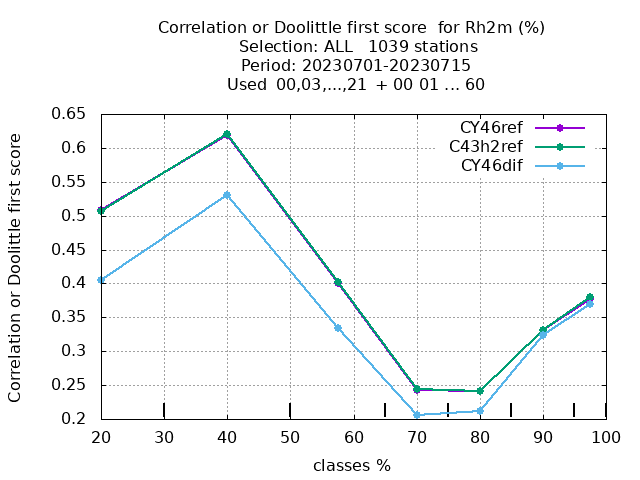 Correlation or Doolittle first score  for Rh2m (%)
Selection: ALL   1039 stations
Period: 20230701-20230715
Used  00,03,...,21  + 00 01 ... 60
Correlation or Doolittle first score
0.65
0.6
0.55
0.5
0.45
0.4
0.35
0.3
0.25
0.2
CY46ref
C43h2ref
CY46dif
20 30 40 50 60 70 80 90 100
classes %